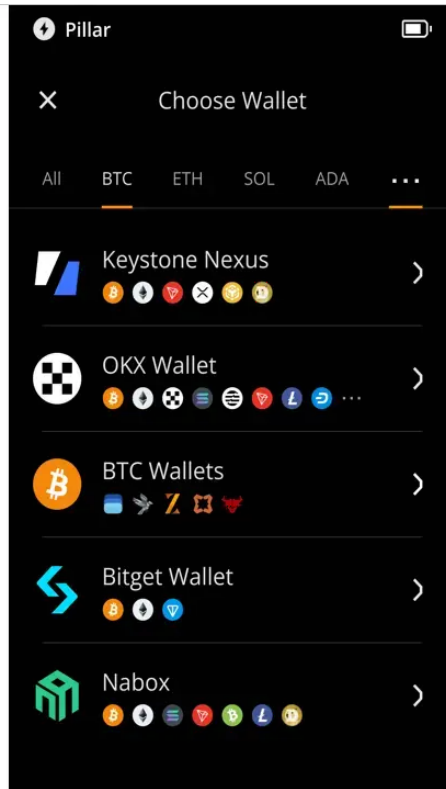 Pillar
Choose Wallet
All BTC ETH SOL ADA ...
Keystone Nexus
OKX Wallet
...
BTC Wallets
Bitget Wallet
Nabox